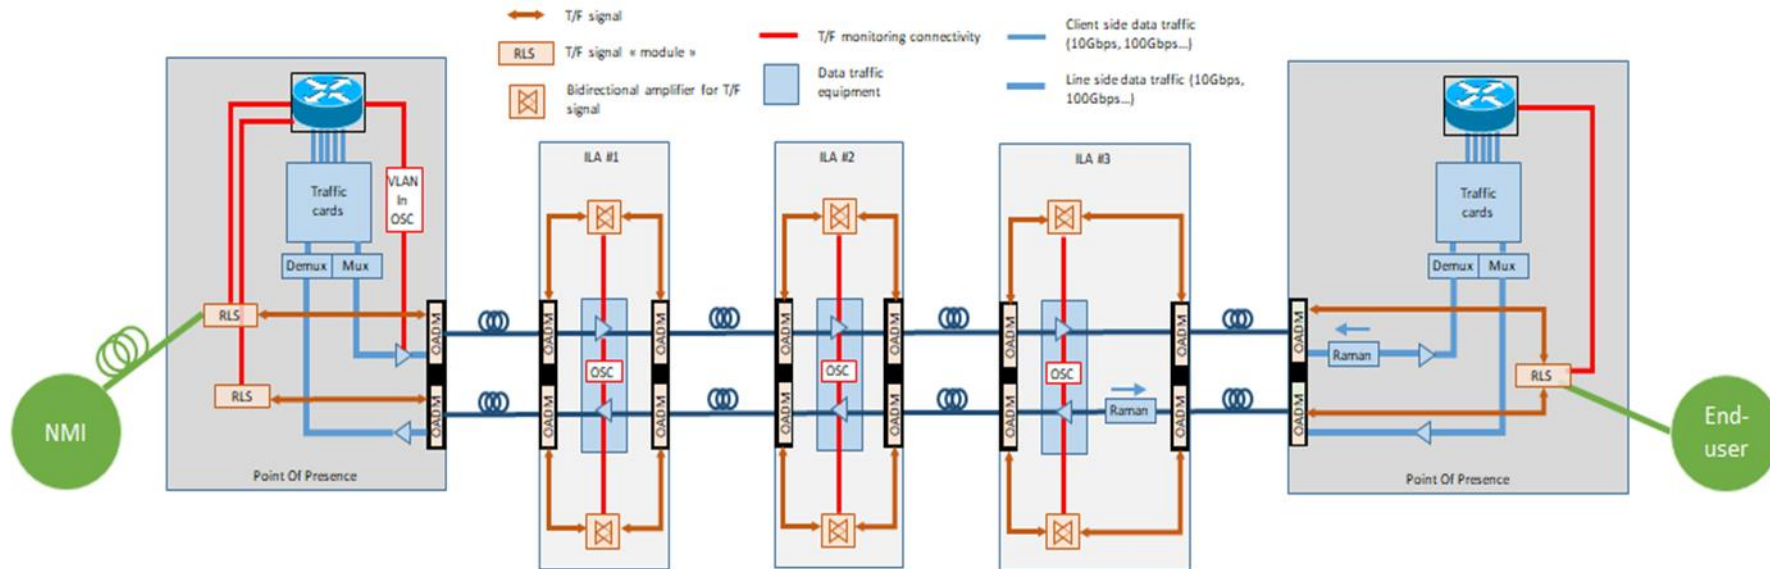 T/F signal
RLS
T/F signal « module »
Bidirectional amplifier for T/F
signal
T/F monitoring connectivity
Data traffic
equipment
Client side data traffic
(10Gbps, 100Gbps...)
Line side data traffic (10Gbps,
100Gbps...)
Traffic
cards
VLAN
In
OSC
Demux
Mux
RLS
RLS
OADM
OADM
NMI
Point Of Presence
ILA #1
OADM
OADM
OSC
OADM
OADM
ILA #2
OADM
OADM
OSC
OADM
OADM
ILA #3
OADM
OADM
OSC
Raman
OADM
OADM
Traffic
cards
Demux
Mux
OADM
OADM
Raman
RLS
Point Of Presence
End-
user